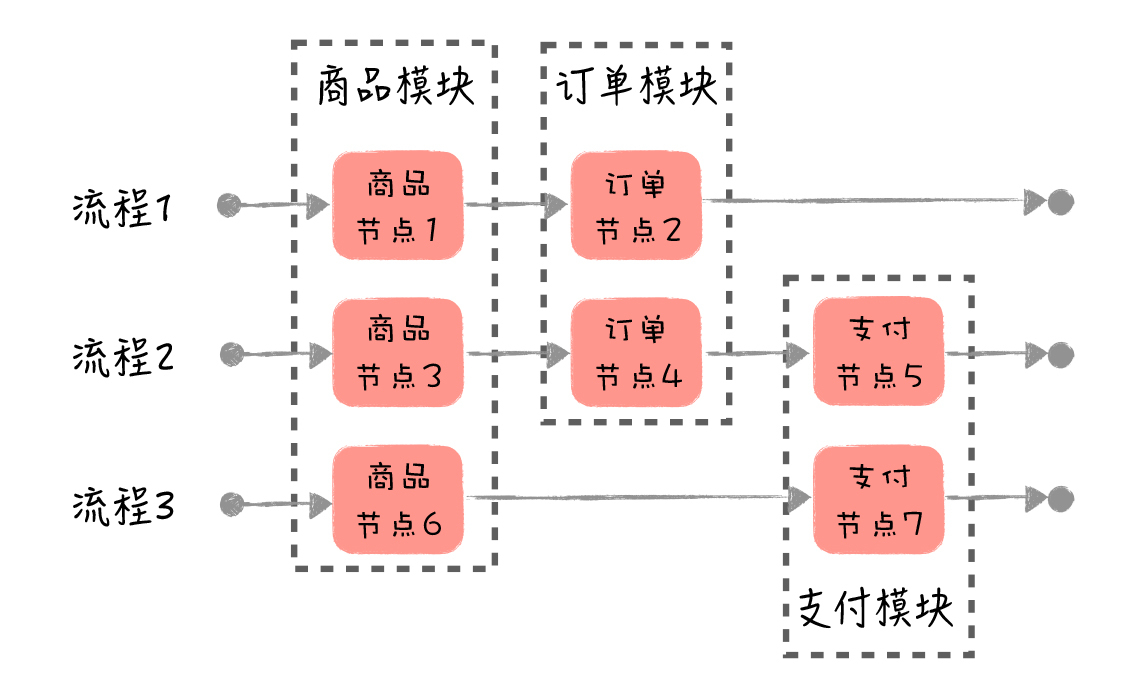 商品模块
订单模块
流程1
商品
节点1
订单
节点2
流程2
商品
节点3
订单
节点4
支付
节点5
流程3
商品
节点6
支付
节点7
支付模块